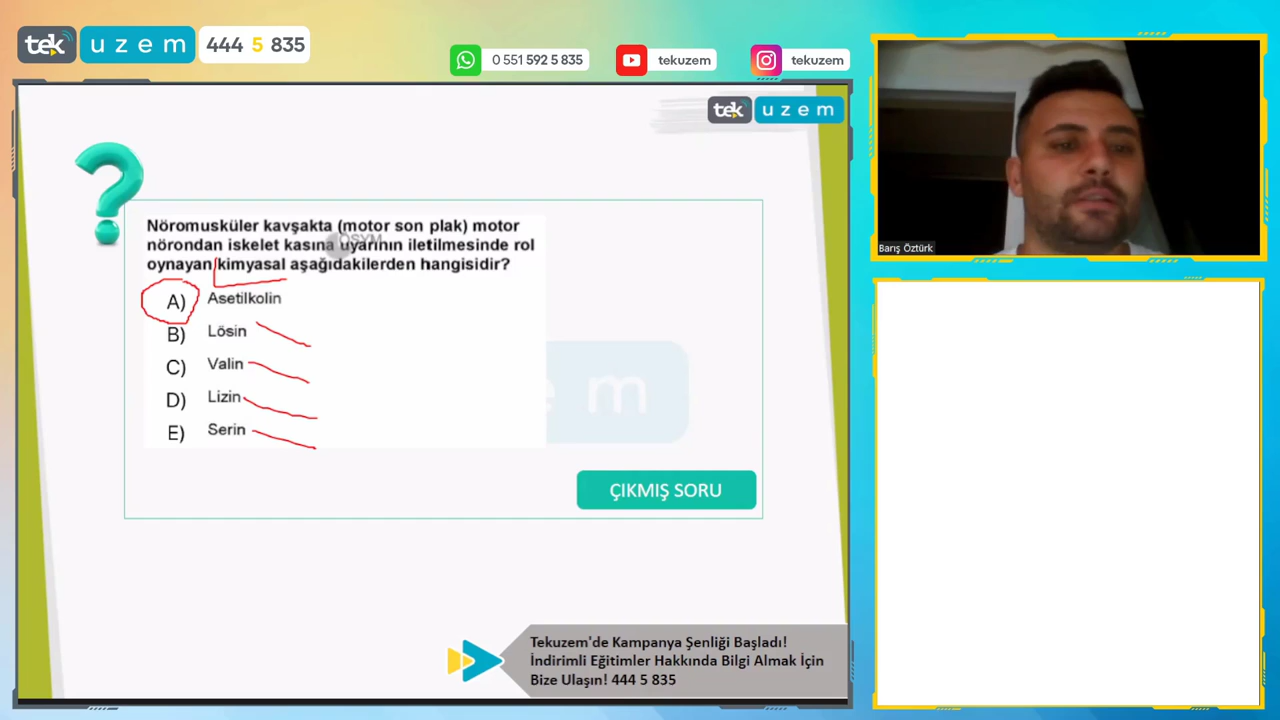 tek uzem 444 5 835
0 551 592 5 835 tekuzem tekuzem
tek uzem
Nöromusküler kavşakta (motor son plak) motor
nörondan iskelet kasına uyarının iletilmesinde rol
oynayan kimyasal aşağıdakilerden hangisidir?
ÖSYM
A) Asetilkolin
B) Lösin
C) Valin
D) Lizin
E) Serin
e m
ÇIKMIŞ SORU
Barış Öztürk
Tekuzem'de Kampanya Şenliği Başladı!
İndirimli Eğitimler Hakkında Bilgi Almak İçin
Bize Ulaşın! 444 5 835